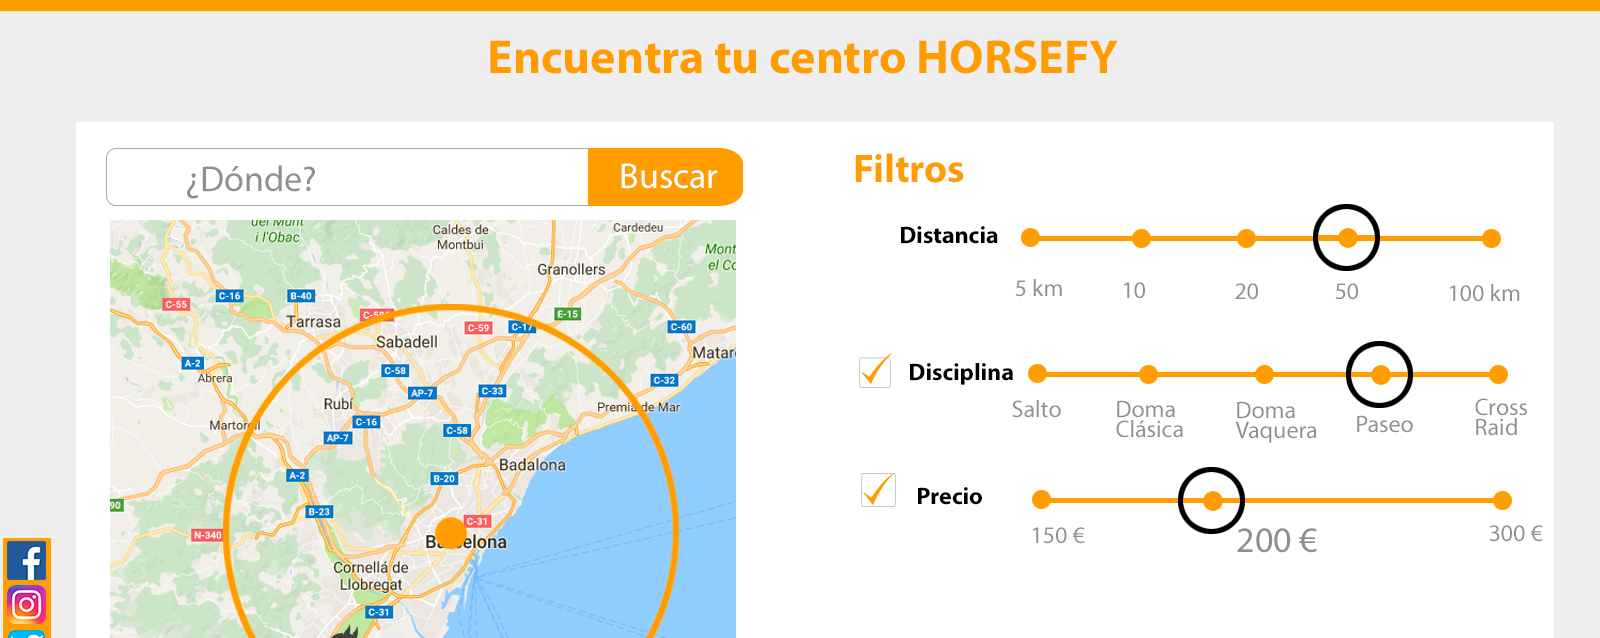 Encuentra tu centro HORSEFY
¿Dónde?
Buscar
Filtros
Distancia
5 km
10
20
50
100 km
Disciplina
Salto
Doma
Clásica
Doma
Vaquera
Paseo
Cross
Raid
Precio
150 €
200 €
300 €
del Munt
i l'Obac
Caldes de
Montbui
Cardedeu
Mont
el Co
Granollers
C-55
C-16
B-40
Tarrasa
C-59
C-17
E-15
C-60
Sabadell
Matar
A-2
Abrera
C-58
AP-7
C-33
C-32
Rubí
Premia de Mar
C-16
Martorell
AP-7
C-58
Badalona
A-2
B-20
90
B-23
C-31
N-340
Barcelona
Cornellá de
Llobregat
C-31